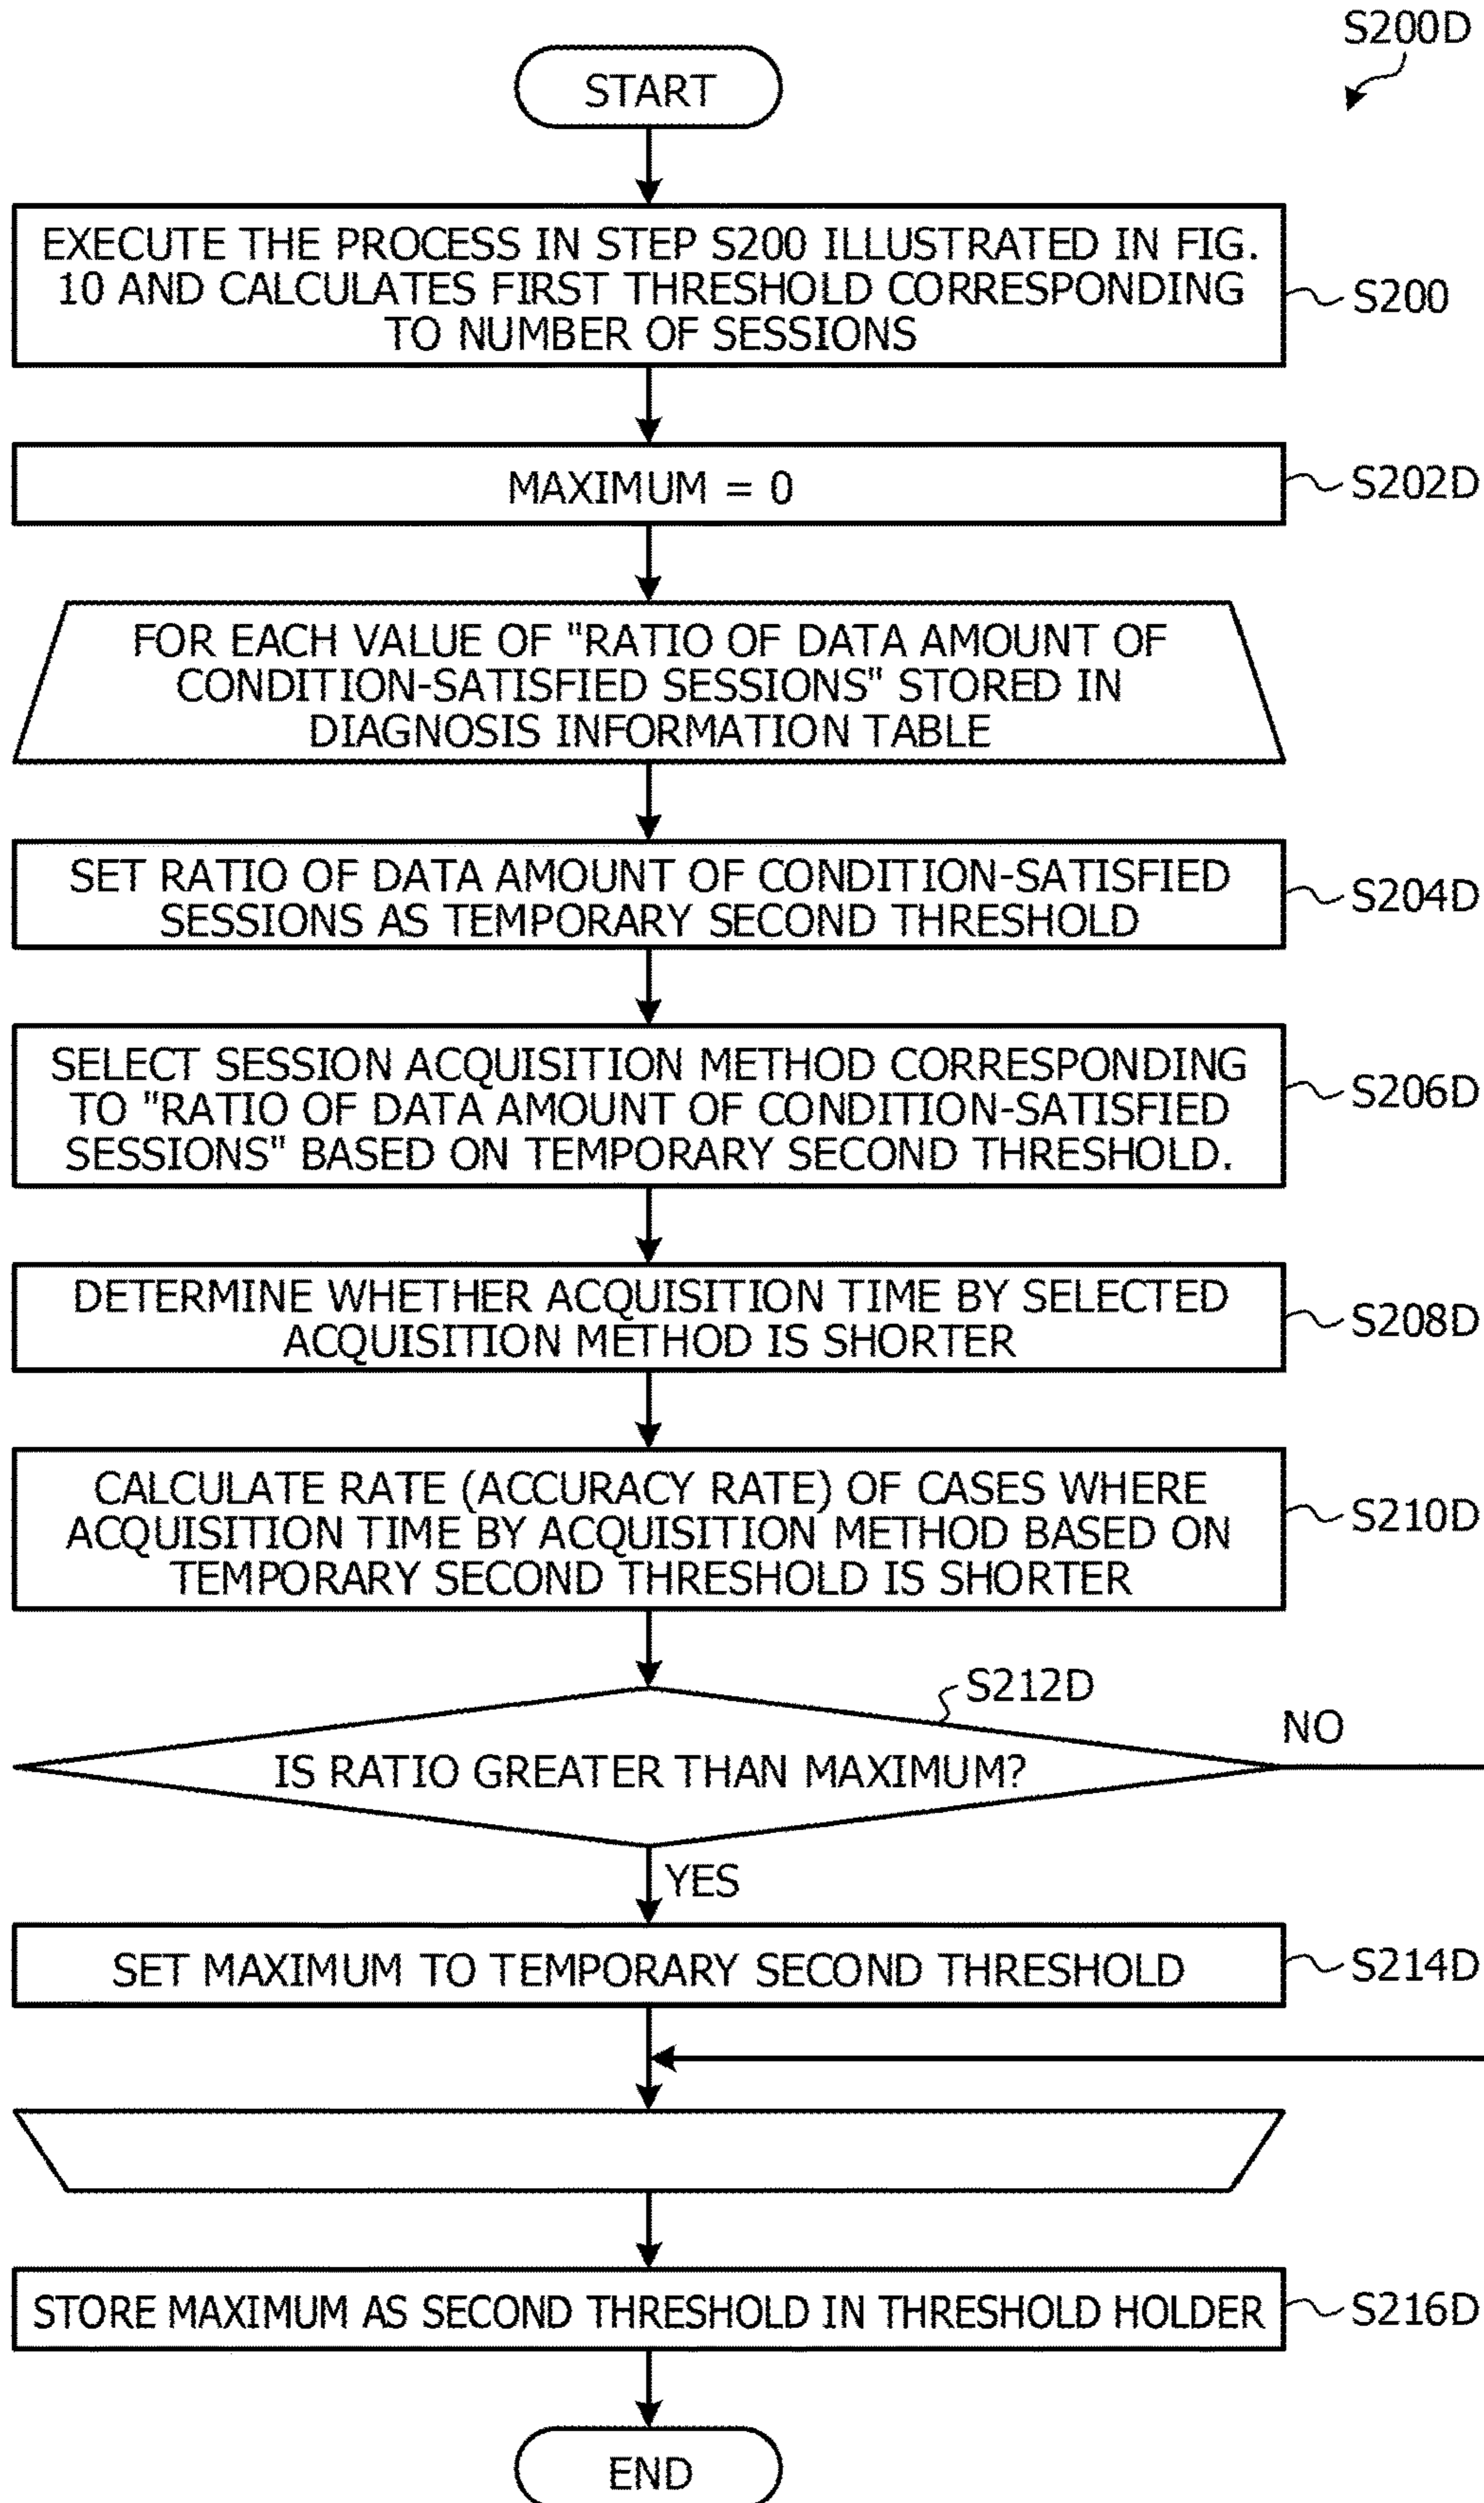 S200D
START
EXECUTE THE PROCESS IN STEP S200 ILLUSTRATED IN FIG.
10 AND CALCULATES FIRST THRESHOLD CORRESPONDING
TO NUMBER OF SESSIONS
S200
MAXIMUM = 0
S202D
FOR EACH VALUE OF "RATIO OF DATA AMOUNT OF
CONDITION-SATISFIED SESSIONS" STORED IN
DIAGNOSIS INFORMATION TABLE
SET RATIO OF DATA AMOUNT OF CONDITION-SATISFIED
SESSIONS AS TEMPORARY SECOND THRESHOLD
S204D
SELECT SESSION ACQUISITION METHOD CORRESPONDING
TO "RATIO OF DATA AMOUNT OF CONDITION-SATISFIED
SESSIONS" BASED ON TEMPORARY SECOND THRESHOLD.
S206D
DETERMINE WHETHER ACQUISITION TIME BY SELECTED
ACQUISITION METHOD IS SHORTER
S208D
CALCULATE RATE (ACCURACY RATE) OF CASES WHERE
ACQUISITION TIME BY ACQUISITION METHOD BASED ON
TEMPORARY SECOND THRESHOLD IS SHORTER
S210D
S212D
NO
IS RATIO GREATER THAN MAXIMUM?
YES
SET MAXIMUM TO TEMPORARY SECOND THRESHOLD
S214D
STORE MAXIMUM AS SECOND THRESHOLD IN THRESHOLD HOLDER
S216D
END